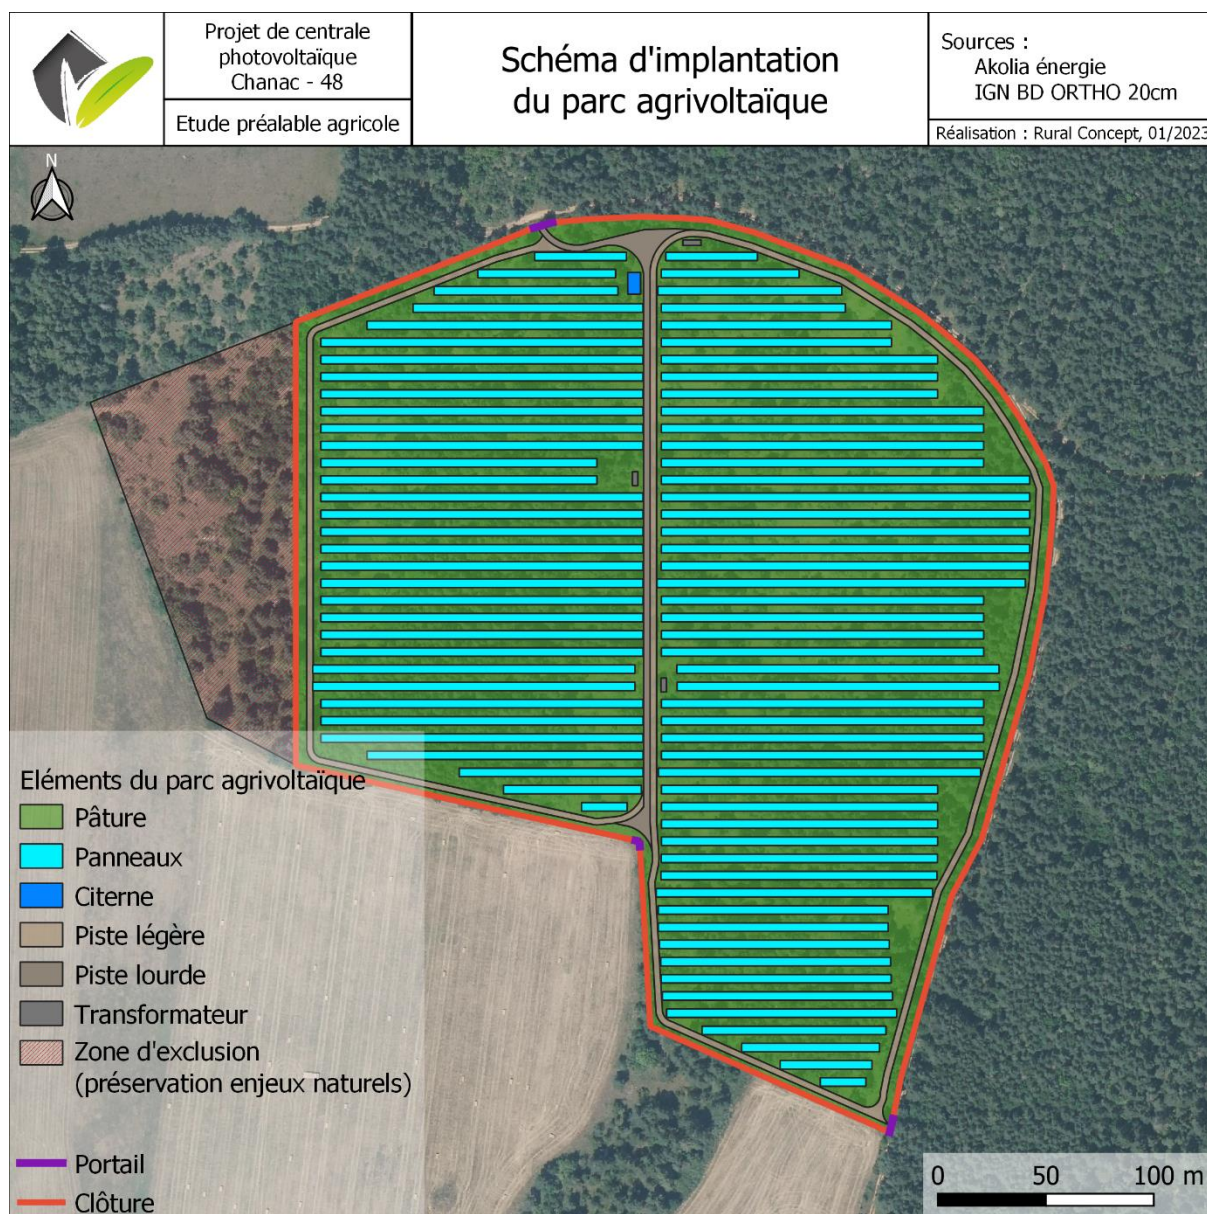 Projet de centrale
photovoltaïque
Chanac - 48
Etude préalable agricole
Schéma d'implantation
du parc agrivoltaïque
Sources :
Akolia énergie
IGN BD ORTHO 20cm
Réalisation : Rural Concept, 01/2023
N
Eléments du parc agrivoltaïque
Pâture
Panneaux
Citerne
Piste légère
Piste lourde
Transformateur
Zone d'exclusion
(préservation enjeux naturels)
Portail
Clôture
0 50 100 m